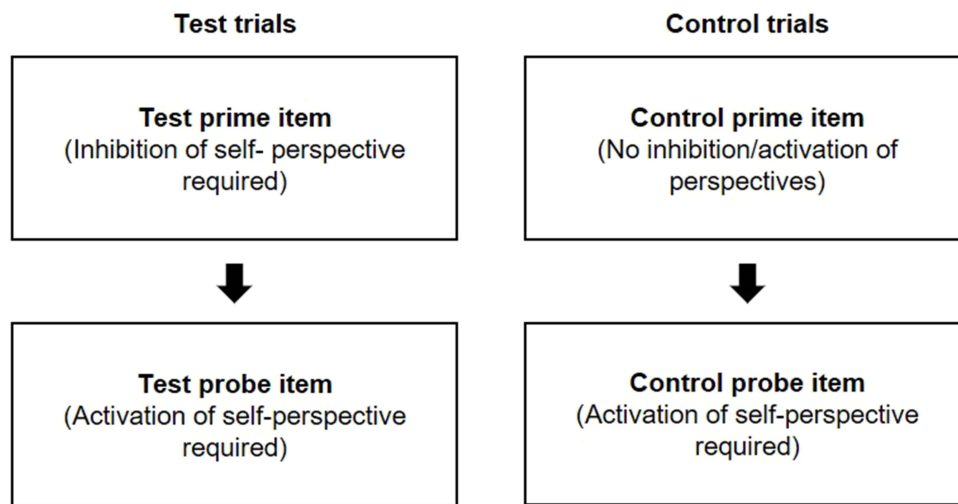 Test trials
Test prime item
(Inhibition of self- perspective
required)
Test probe item
(Activation of self-perspective
required)
Control trials
Control prime item
(No inhibition/activation of
perspectives)
Control probe item
(Activation of self-perspective
required)